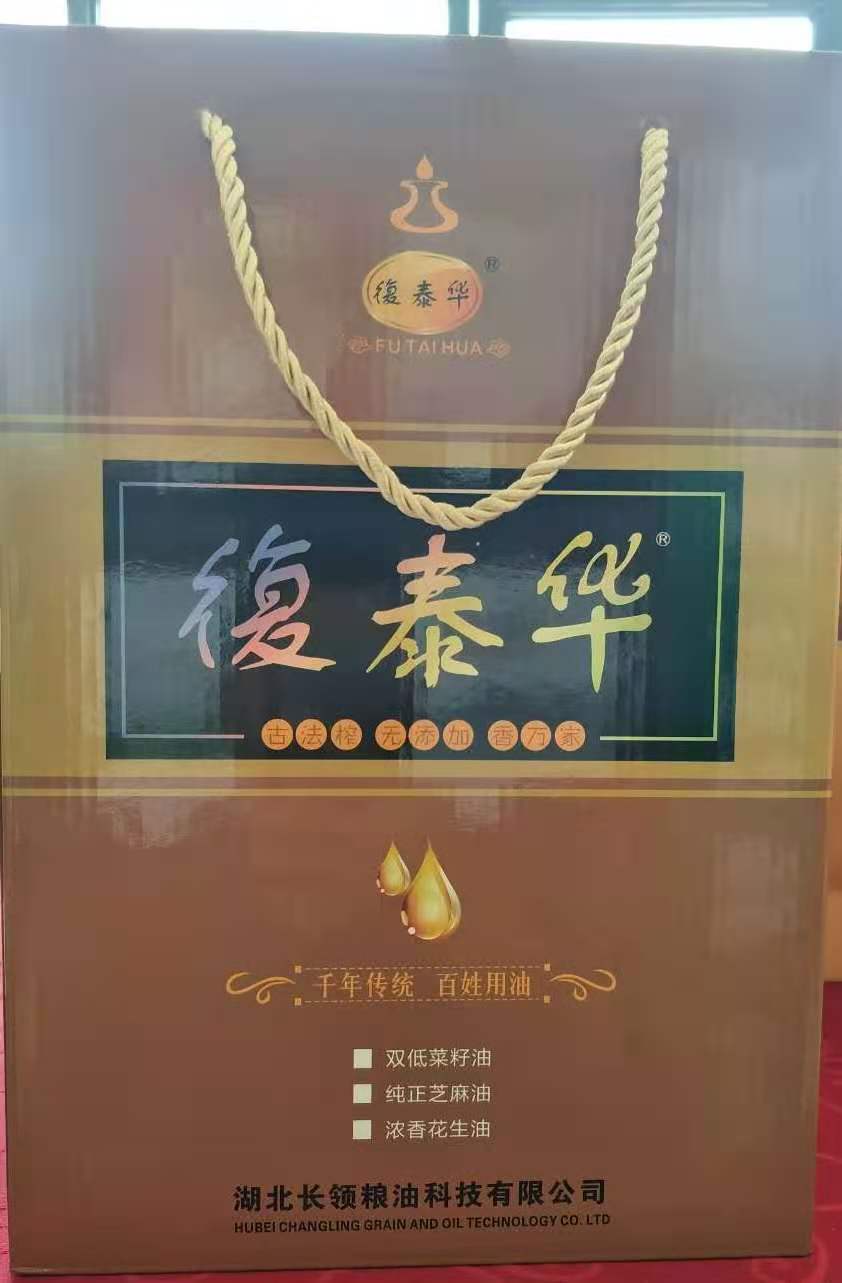 復泰华®
FU TAI HUA
復泰华®
古法榨 无添加 香万家
千年传统 百姓用油
双低菜籽油
纯正芝麻油
浓香花生油
湖北长领粮油科技有限公司
HUBEI CHANGLING GRAIN AND OIL TECHNOLOGY CO. LTD